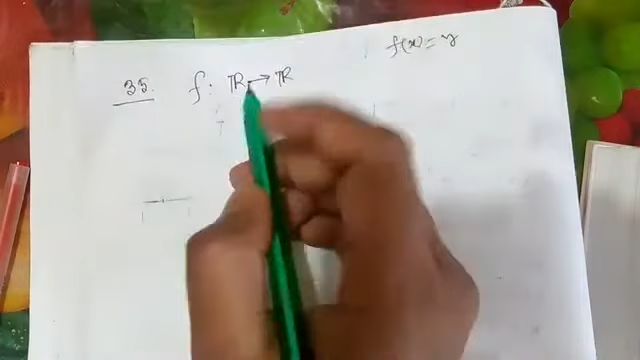 35. f: ℝ → ℝ
f(x) = y